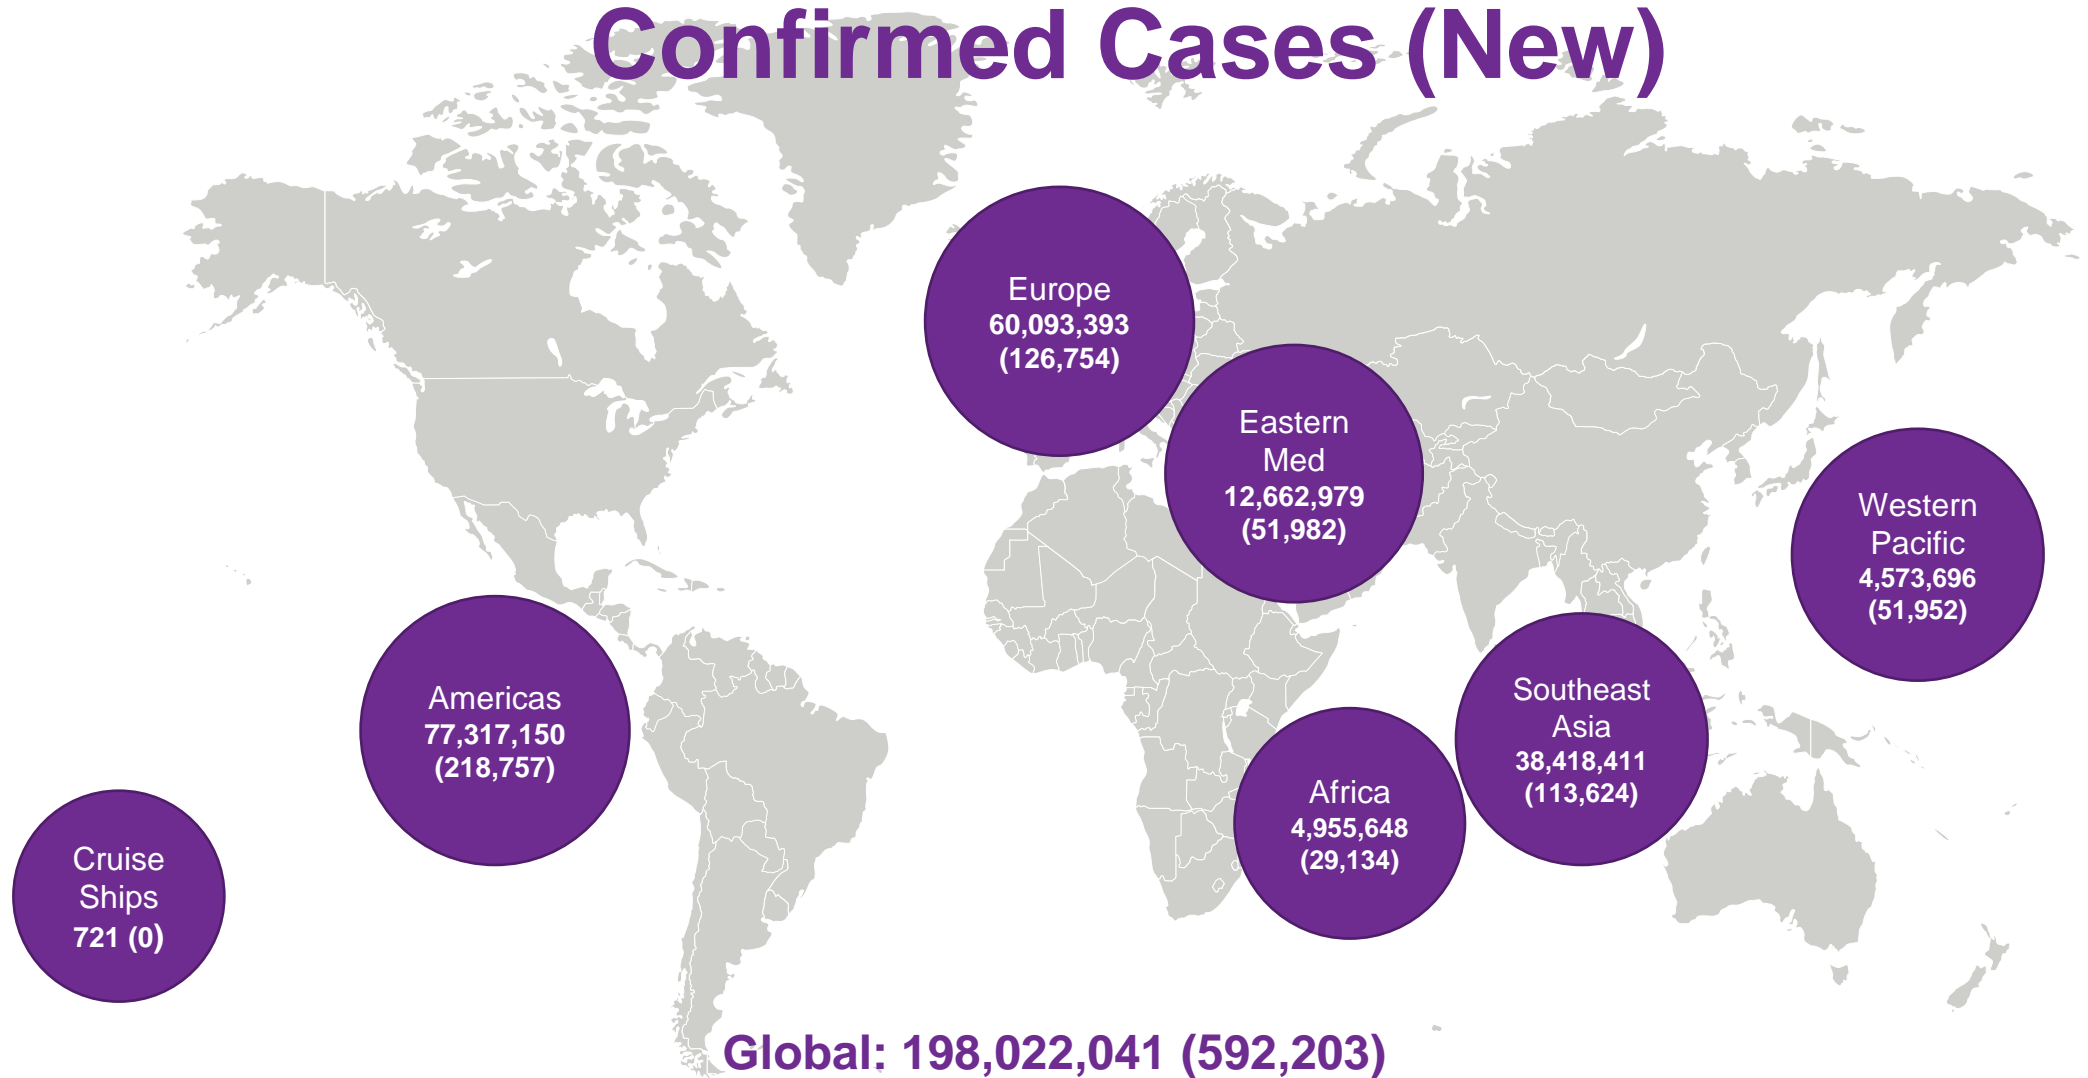 Confirmed Cases (New)
Europe
60,093,393
(126,754)
Eastern
Med
12,662,979
(51,982)
Western
Pacific
4,573,696
(51,952)
Americas
77,317,150
(218,757)
Southeast
Asia
38,418,411
(113,624)
Africa
4,955,648
(29,134)
Cruise
Ships
721 (0)
Global: 198,022,041 (592,203)